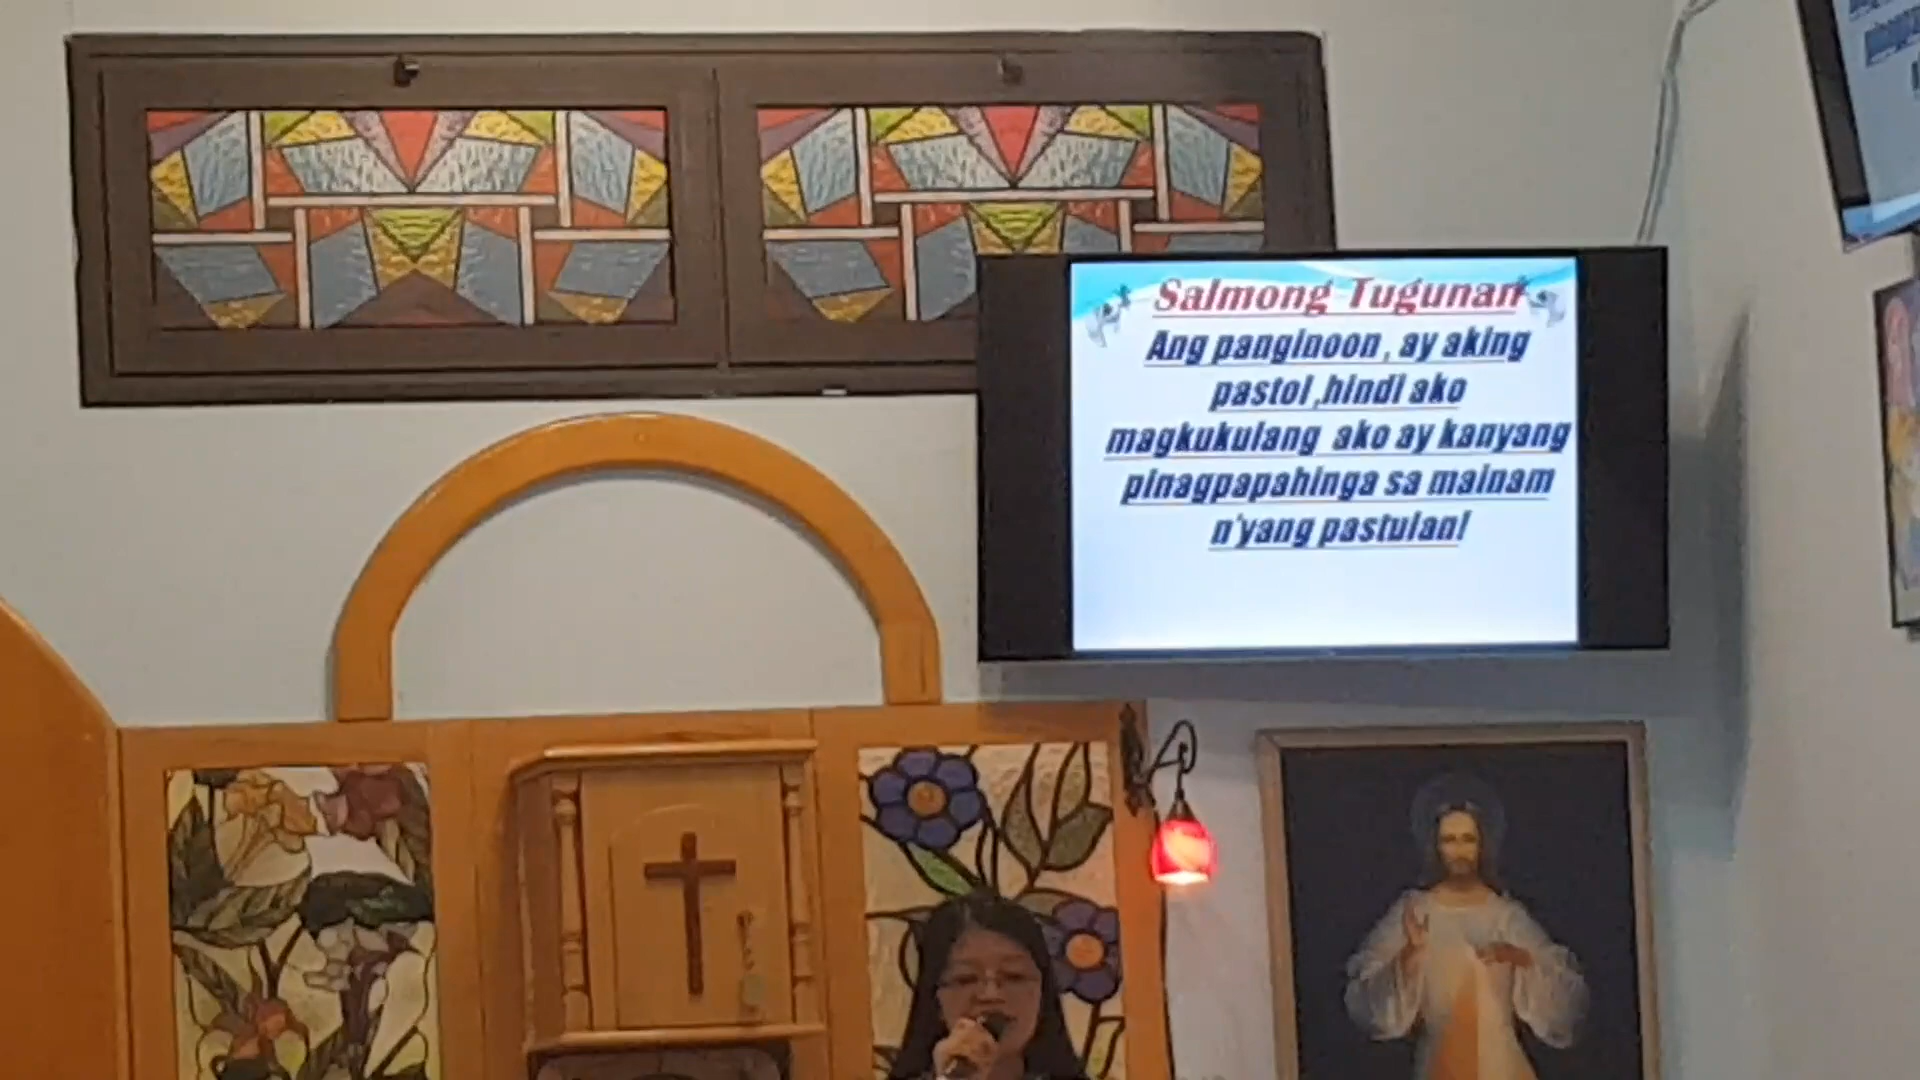 Salmong Tugunan
Ang panginoon, ay aking
pastol ,hindi ako
magkukulang ako ay kanyang
pinagpapahinga sa mainam
n'yang pastulan!